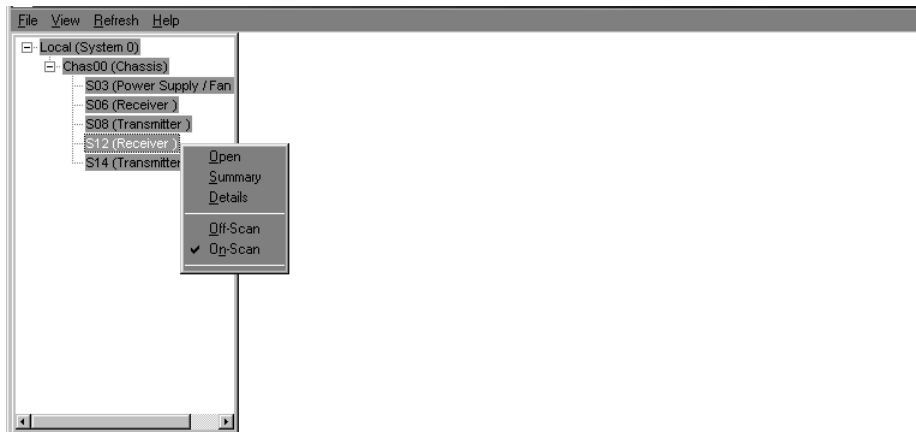 File View Refresh Help
Local (System 0)
Chas00 (Chassis)
S03 (Power Supply / Fan
S06 (Receiver )
S08 (Transmitter )
S12 (Receiver )
S14 (Transmitter
Open
Summary
Details
Off-Scan
On-Scan